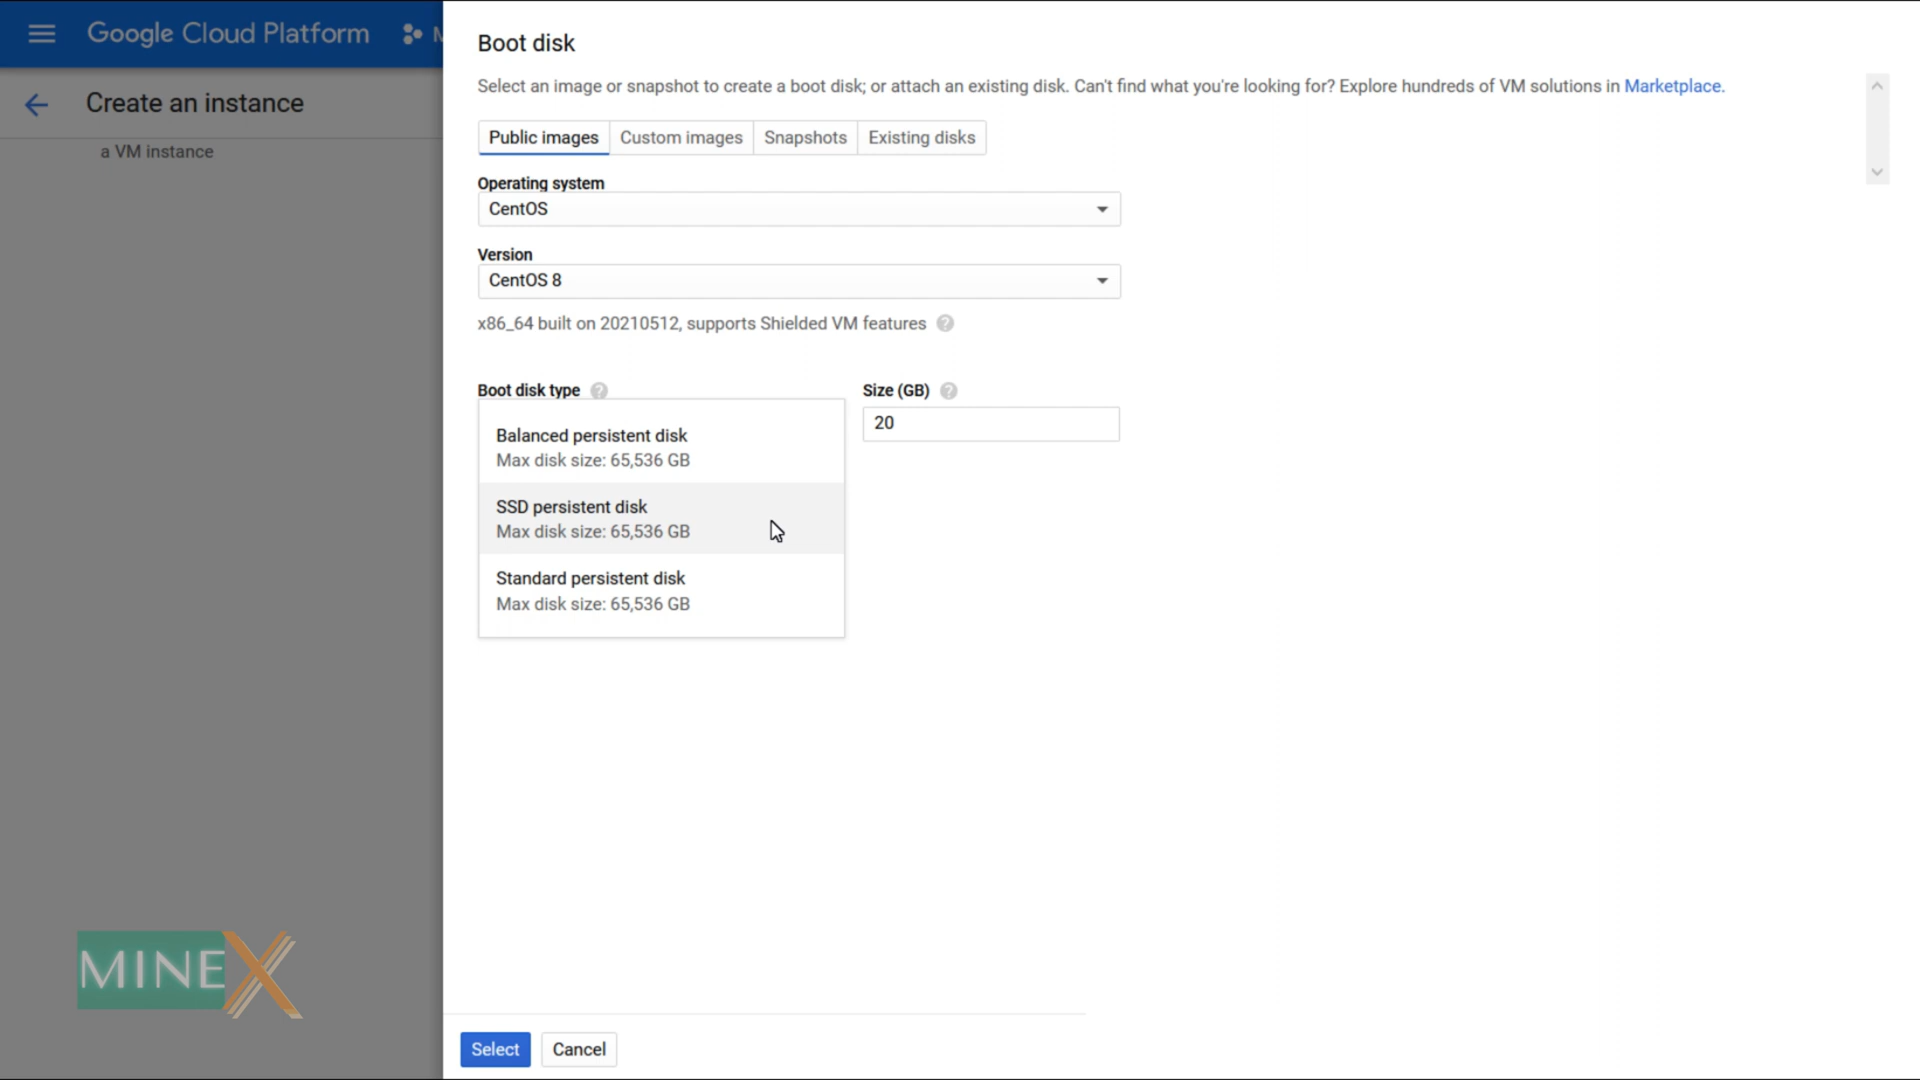 Google Cloud Platform
M
Create an instance
a VM instance
Boot disk
Select an image or snapshot to create a boot disk; or attach an existing disk. Can't find what you're looking for? Explore hundreds of VM solutions in Marketplace.
Public images
Custom images
Snapshots
Existing disks
Operating system
CentOS
Version
CentOS 8
x86_64 built on 20210512, supports Shielded VM features ?
Boot disk type ?
Balanced persistent disk
Max disk size: 65,536 GB
SSD persistent disk
Max disk size: 65,536 GB
Standard persistent disk
Max disk size: 65,536 GB
Size (GB) ?
20
MINEX
Select
Cancel